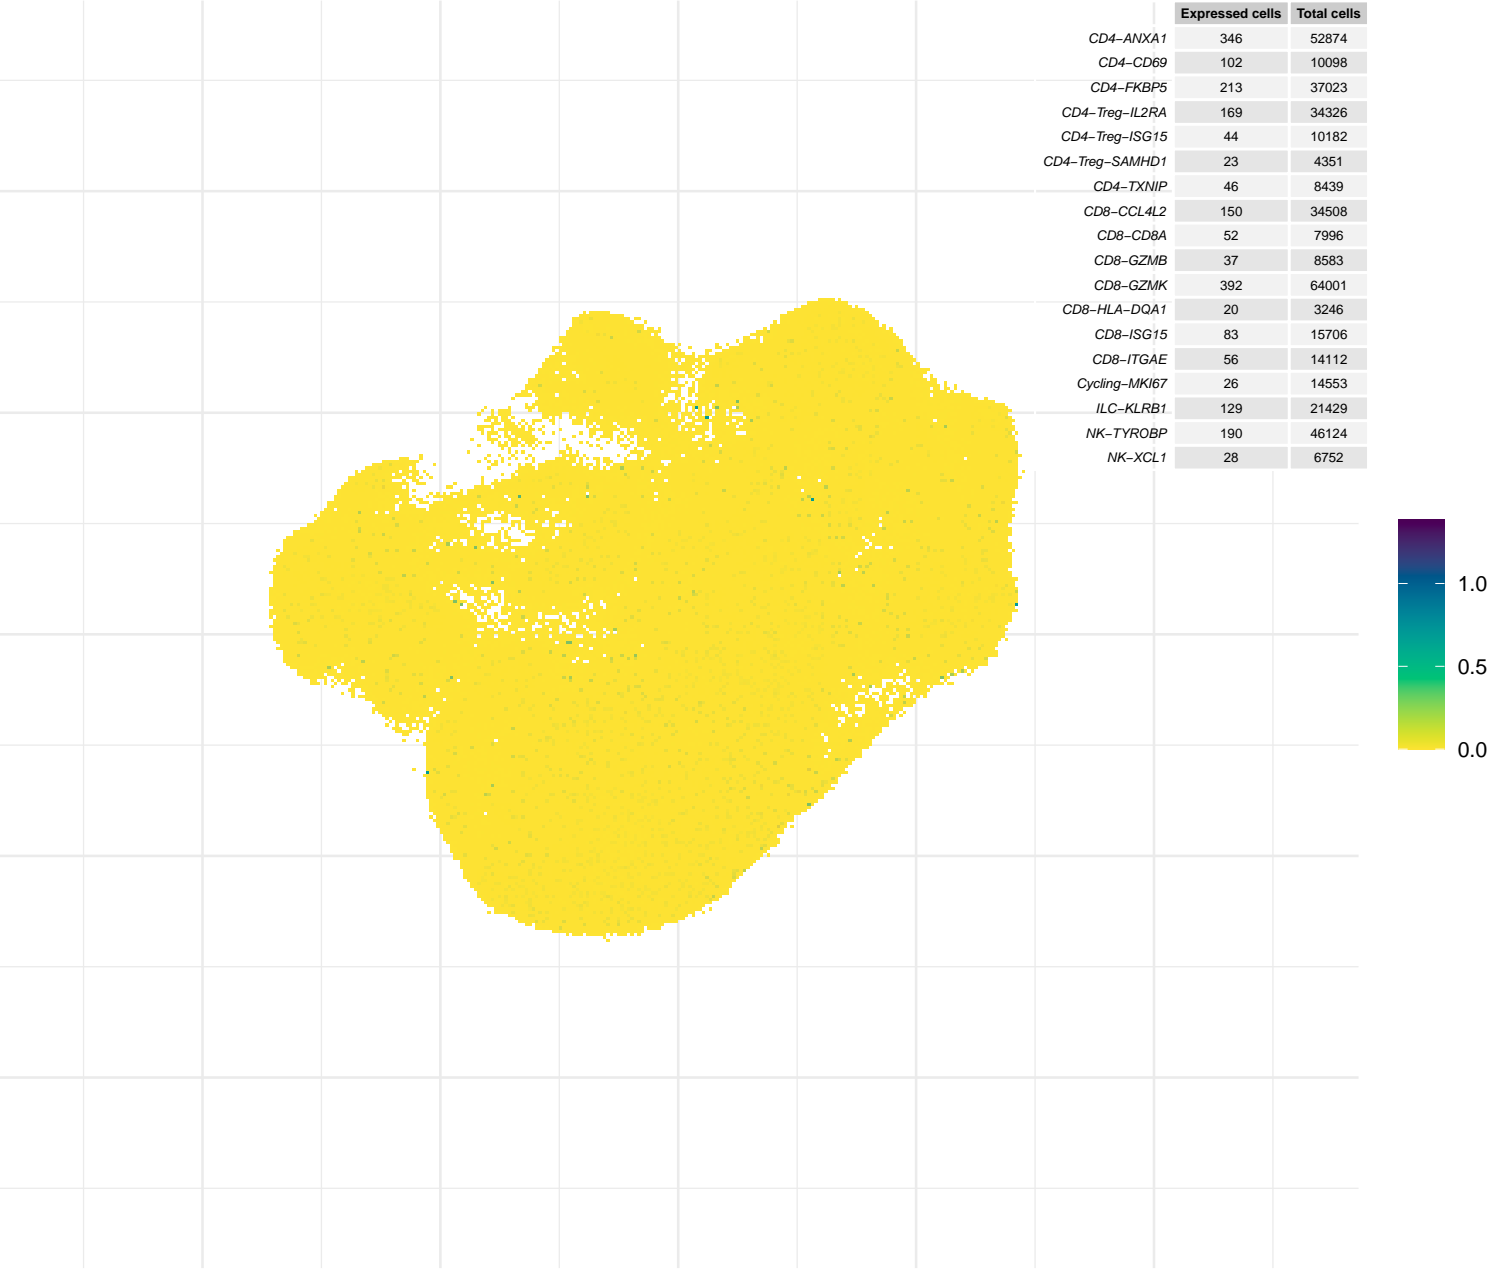 Expressed cells Total cells
CD4−ANXA1 346 52874
CD4−CD69 102 10098
CD4−FKBP5 213 37023
CD4−Treg−IL2RA 169 34326
CD4−Treg−ISG15 44 10182
CD4−Treg−SAMHD1 23 4351
CD4−TXNIP 46 8439
CD8−CCL4L2 150 34508
CD8−CD8A 52 7996
CD8−GZMB 37 8583
CD8−GZMK 392 64001
CD8−HLA−DQA1 20 3246
CD8−ISG15 83 15706
CD8−ITGAE 56 14112
Cycling−MKI67 26 14553
ILC−KLRB1 129 21429
NK−TYROBP 190 46124
NK−XCL1 28 6752
1.0
0.5
0.0